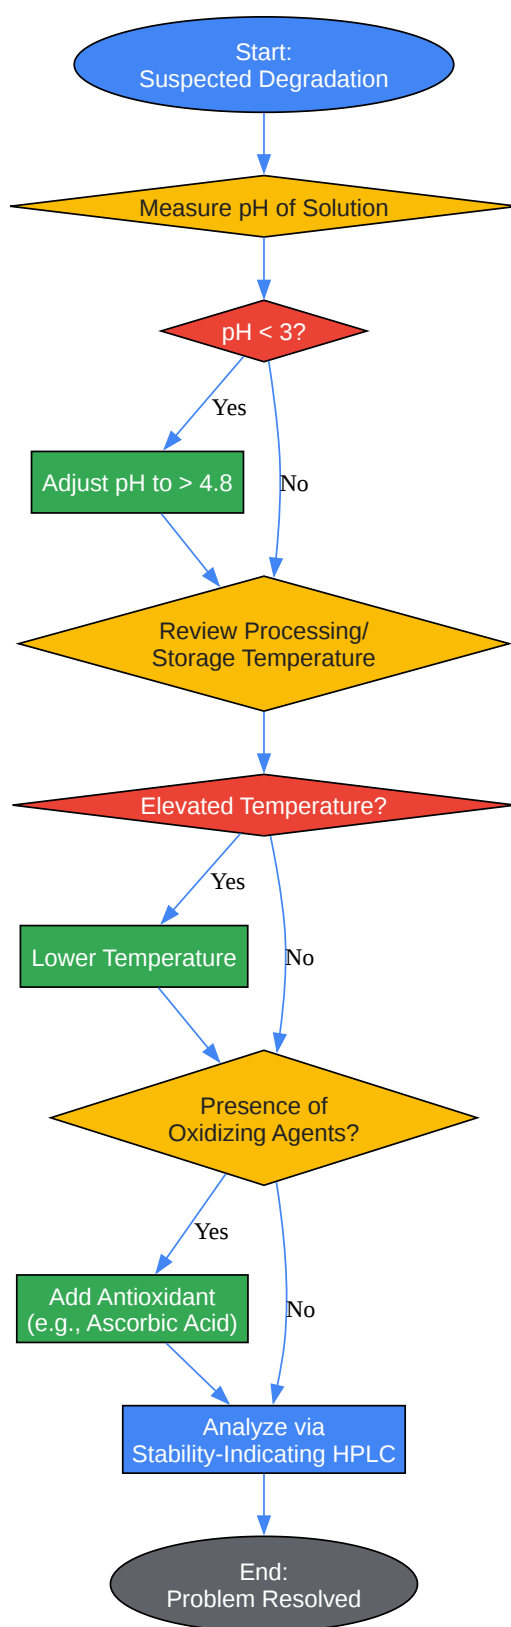 Start:
Suspected Degradation
Measure pH of Solution
pH < 3?
Yes
Adjust pH to > 4.8
No
Review Processing/
Storage Temperature
Elevated Temperature?
Yes
Lower Temperature
No
Presence of
Oxidizing Agents?
Yes
Add Antioxidant
(e.g., Ascorbic Acid)
No
Analyze via
Stability-Indicating HPLC
End:
Problem Resolved